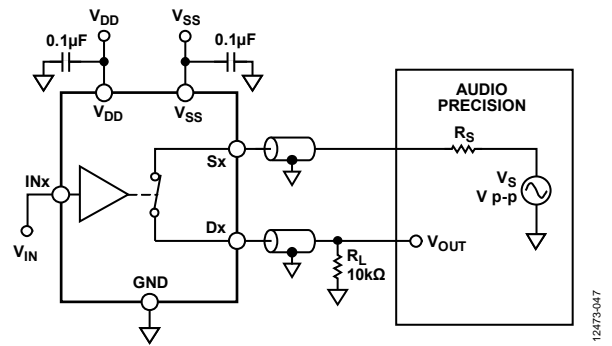 VDD
VSS
0.1µF
0.1µF
VDD
VSS
AUDIO
PRECISION
RS
Sx
VS
V p-p
INx
Dx
VOUT
VIN
RL
10kΩ
GND
12473-047